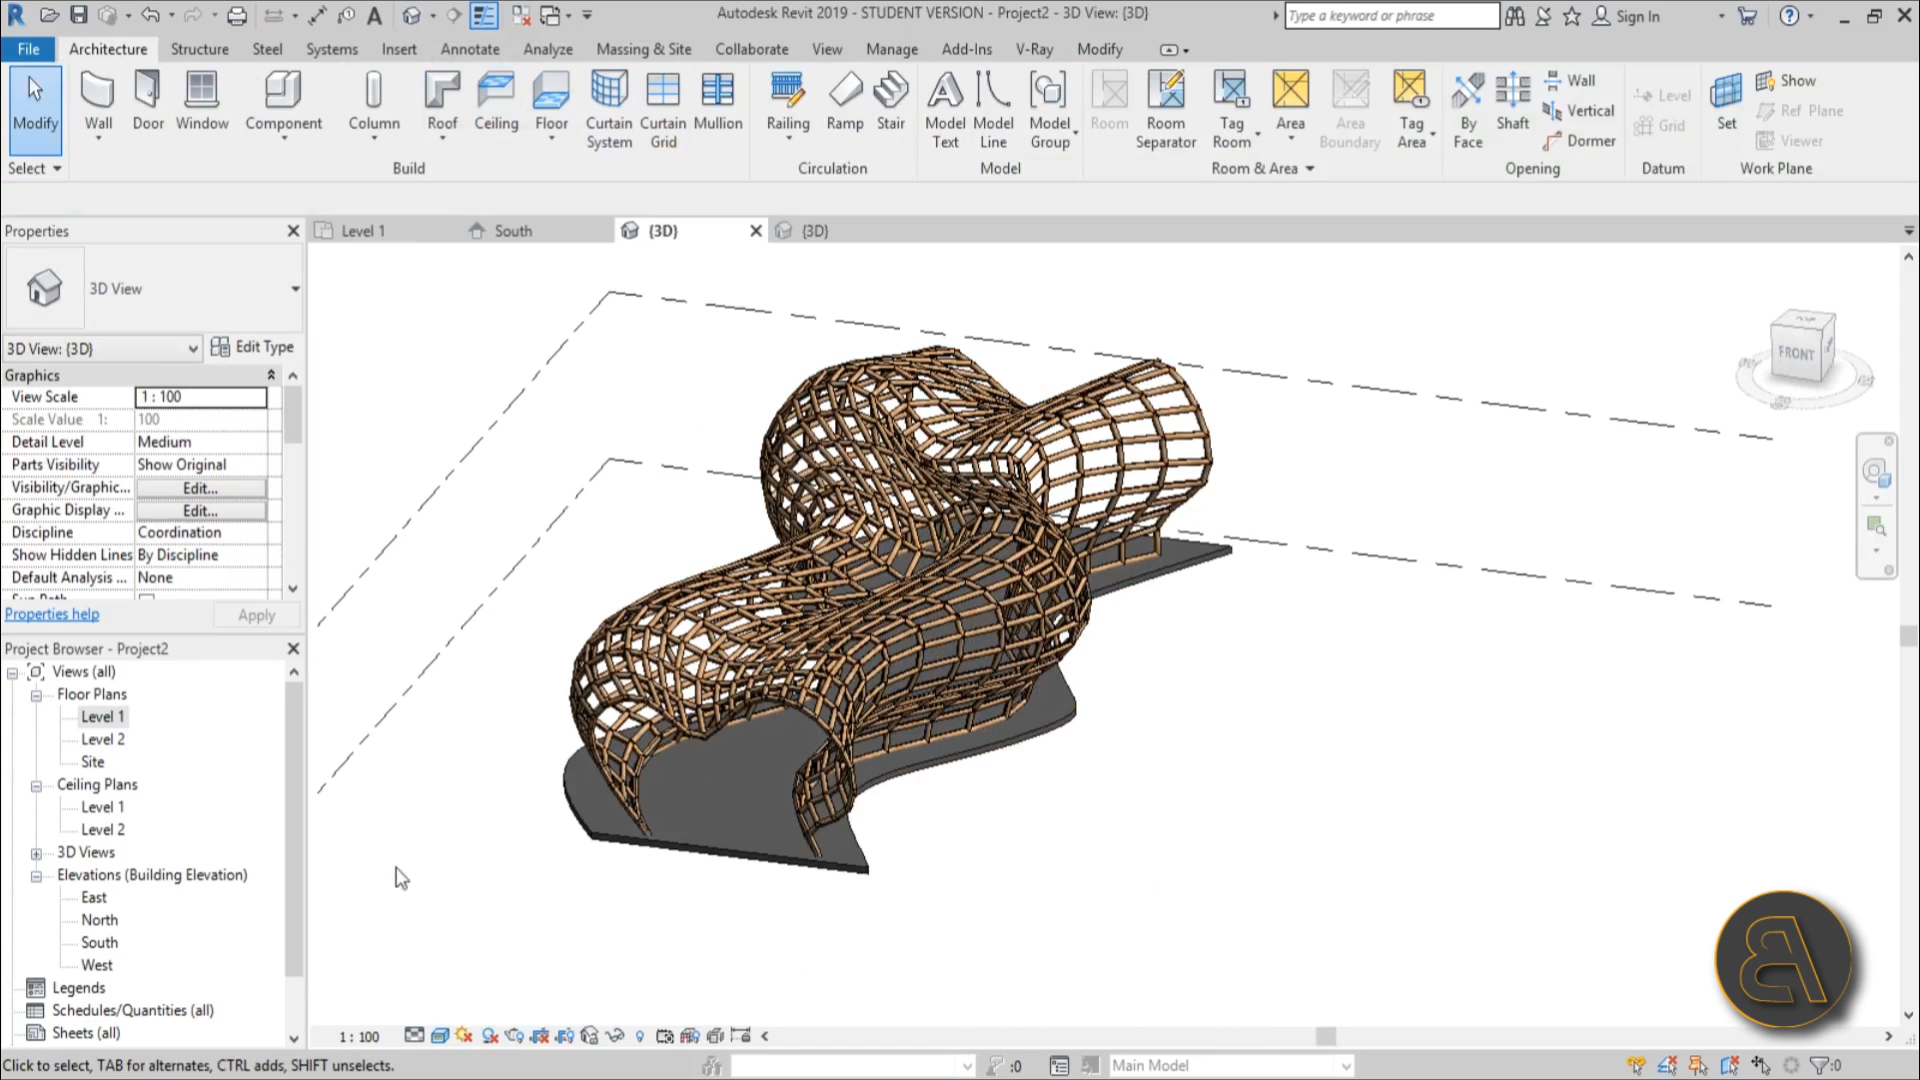 Autodesk Revit 2019 - STUDENT VERSION - Project2 - 3D View: {3D}
Type a keyword or phrase
Sign In
File Architecture Structure Steel Systems Insert Annotate Analyze Massing & Site Collaborate View Manage Add-Ins V-Ray Modify
Modify Wall Door Window Component Column Roof Ceiling Floor Curtain System Curtain Grid Mullion Railing Ramp Stair Model Text Model Line Model Group Room Room Separator Tag Room Area Area Boundary Tag Area By Face Shaft Wall Vertical Dormer Level Grid Set Show Ref Plane Viewer
Select Build Circulation Model Room & Area Opening Datum Work Plane
Properties
Level 1 South {3D} {3D}
3D View
3D View: {3D} Edit Type
Graphics
View Scale 1 : 100
Scale Value 1: 100
Detail Level Medium
Parts Visibility Show Original
Visibility/Graphic... Edit...
Graphic Display ... Edit...
Discipline Coordination
Show Hidden Lines By Discipline
Default Analysis ... None
Properties help Apply
Project Browser - Project2
Views (all)
Floor Plans
Level 1
Level 2
Site
Ceiling Plans
Level 1
Level 2
3D Views
Elevations (Building Elevation)
East
North
South
West
Legends
Schedules/Quantities (all)
Sheets (all)
FRONT
1 : 100
Click to select, TAB for alternates, CTRL adds, SHIFT unselects.
:0
Main Model
:0